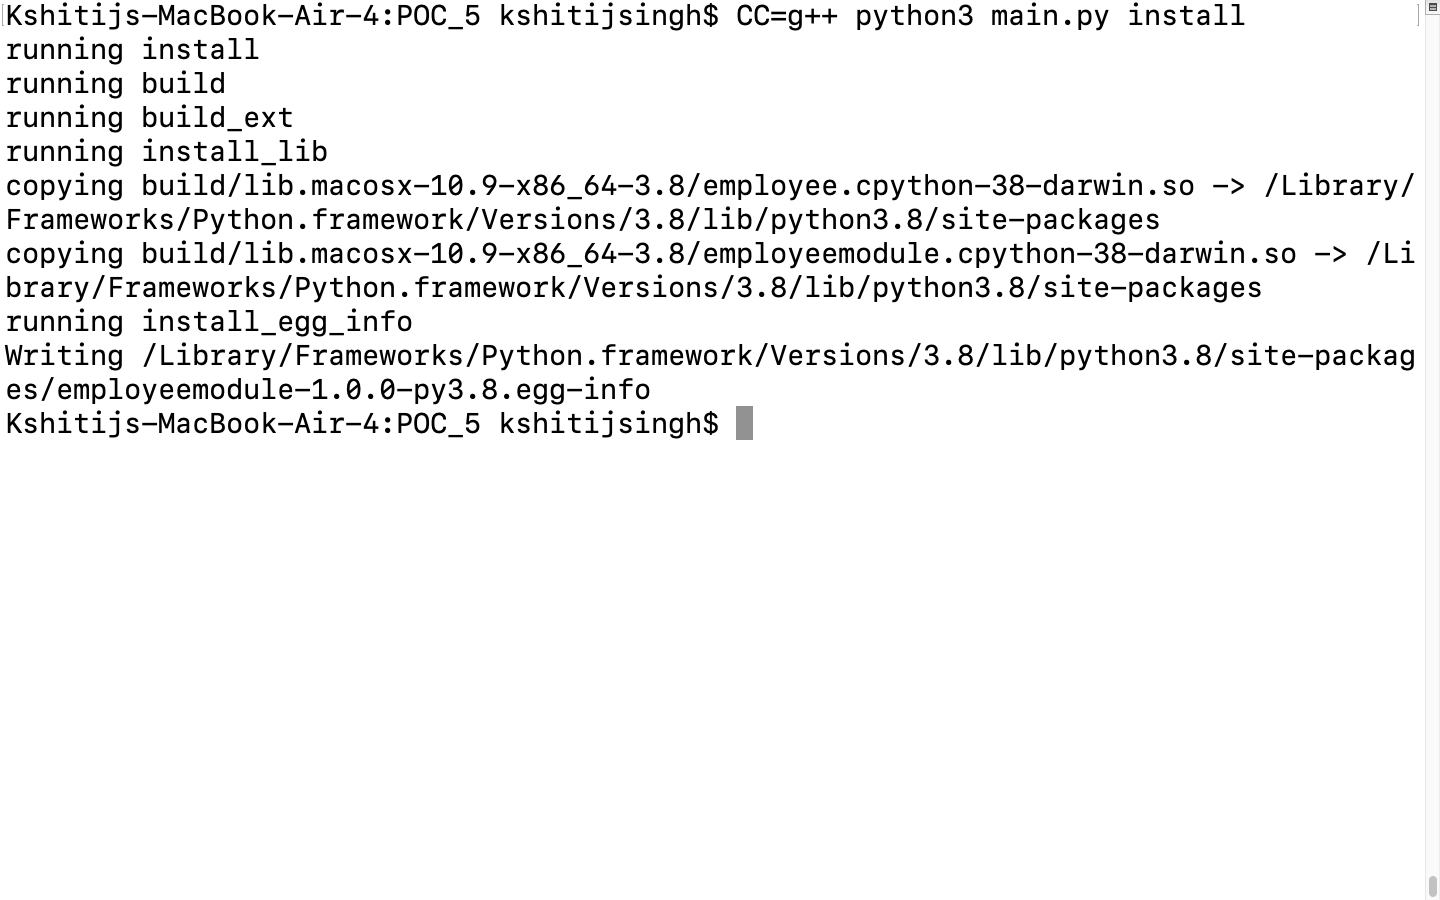 Kshitijs-MacBook-Air-4:POC_5 kshitijsingh$ CC=g++ python3 main.py install
running install
running build
running build_ext
running install_lib
copying build/lib.macosx-10.9-x86_64-3.8/employee.cpython-38-darwin.so -> /Library/
Frameworks/Python.framework/Versions/3.8/lib/python3.8/site-packages
copying build/lib.macosx-10.9-x86_64-3.8/employeemodule.cpython-38-darwin.so -> /Li
brary/Frameworks/Python.framework/Versions/3.8/lib/python3.8/site-packages
running install_egg_info
Writing /Library/Frameworks/Python.framework/Versions/3.8/lib/python3.8/site-packag
es/employeemodule-1.0.0-py3.8.egg-info
Kshitijs-MacBook-Air-4:POC_5 kshitijsingh$